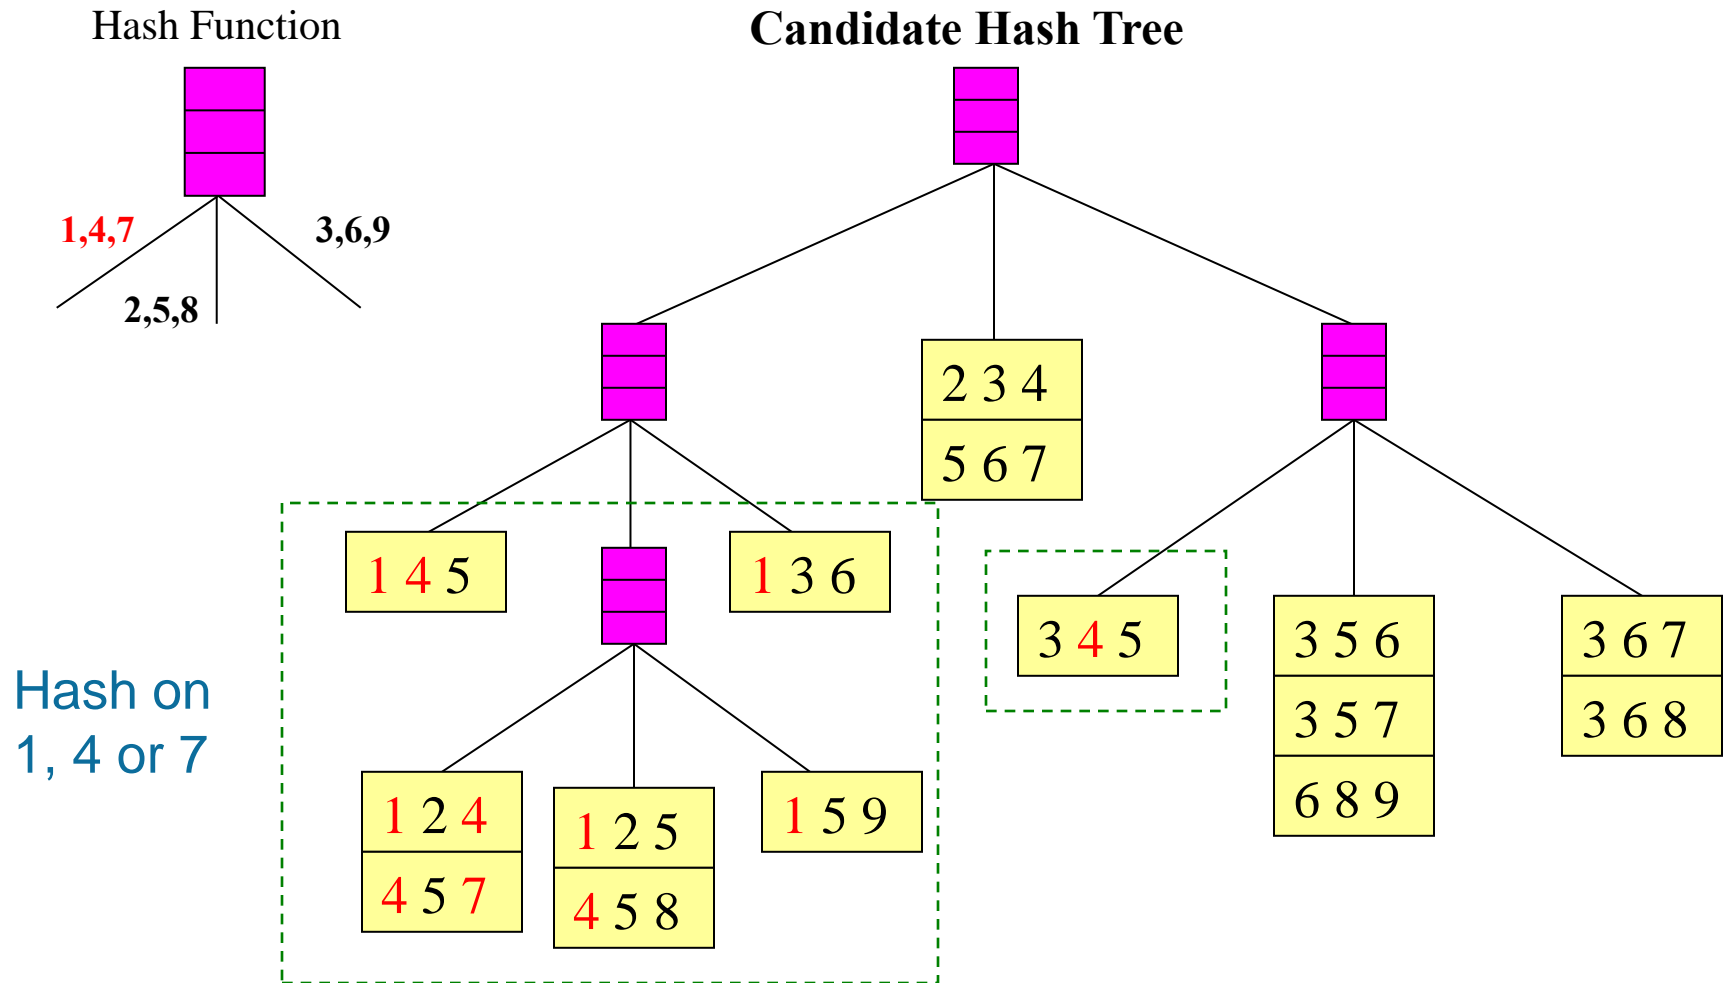 Hash Function
Candidate Hash Tree
1,4,7
3,6,9
2,5,8
2 3 4
5 6 7
1 4 5
1 3 6
3 4 5
3 5 6
3 6 7
3 5 7
3 6 8
6 8 9
Hash on
1, 4 or 7
1 2 4
1 2 5
1 5 9
4 5 7
4 5 8